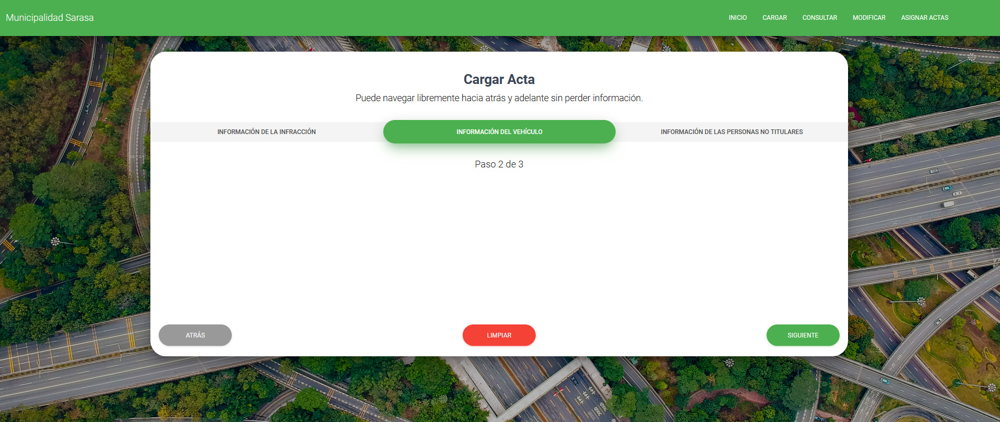 Municipalidad Sarasa
INICIO CARGAR CONSULTAR MODIFICAR ASIGNAR ACTAS
Cargar Acta
Puede navegar libremente hacia atrás y adelante sin perder información.
INFORMACIÓN DE LA INFRACCIÓN INFORMACIÓN DEL VEHÍCULO INFORMACIÓN DE LAS PERSONAS NO TITULARES
Paso 2 de 3
ATRÁS LIMPIAR SIGUIENTE